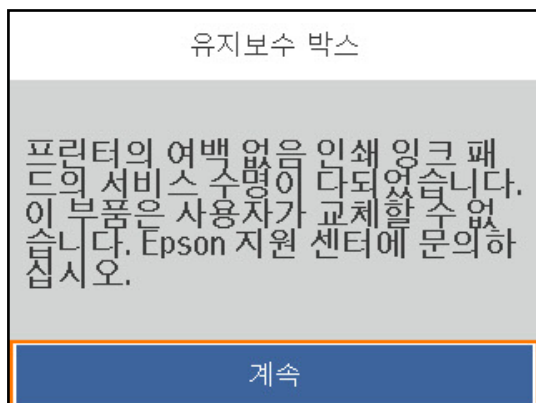 유지보수 박스
프린터의 여백 없음 인쇄 잉크 패
드의 서비스 수명이 다되었습니다.
이 부품은 사용자가 교체할 수 없
습니다. Epson 지원 센터에 문의하
십시오.
계속